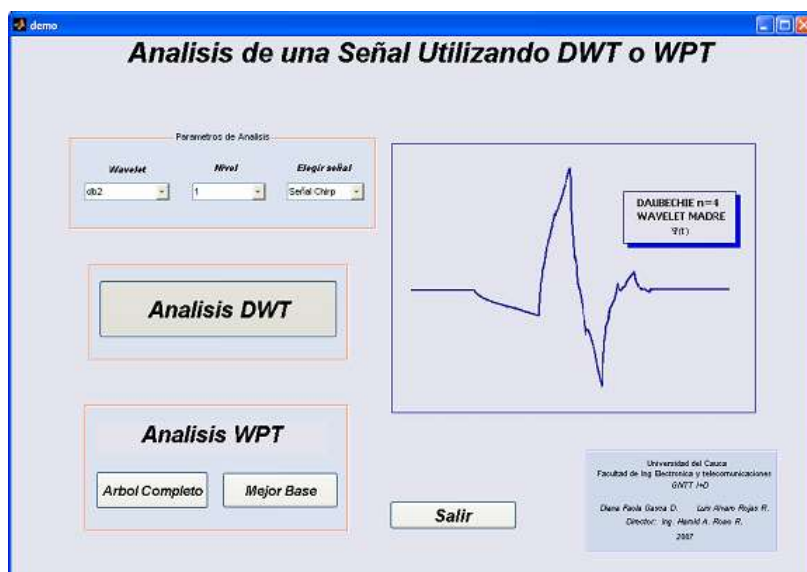 demo
Analisis de una Señal Utilizando DWT o WPT
Parametros de Analisis
Wavelet
Nivel
Elegir señal
db2
1
Señal Chirp
DAUBECHIE n=4
WAVELET MADRE
Ψ(t)
Analisis DWT
Analisis WPT
Arbol Completo
Mejor Base
Salir
Universidad del Cauca
Facultad de Ing Electronica y telecomunicaciones
GNTT I+D
Diana Paola D. Luis Alvaro Rojas R.
Director: Ing. Harold A. R.
2007